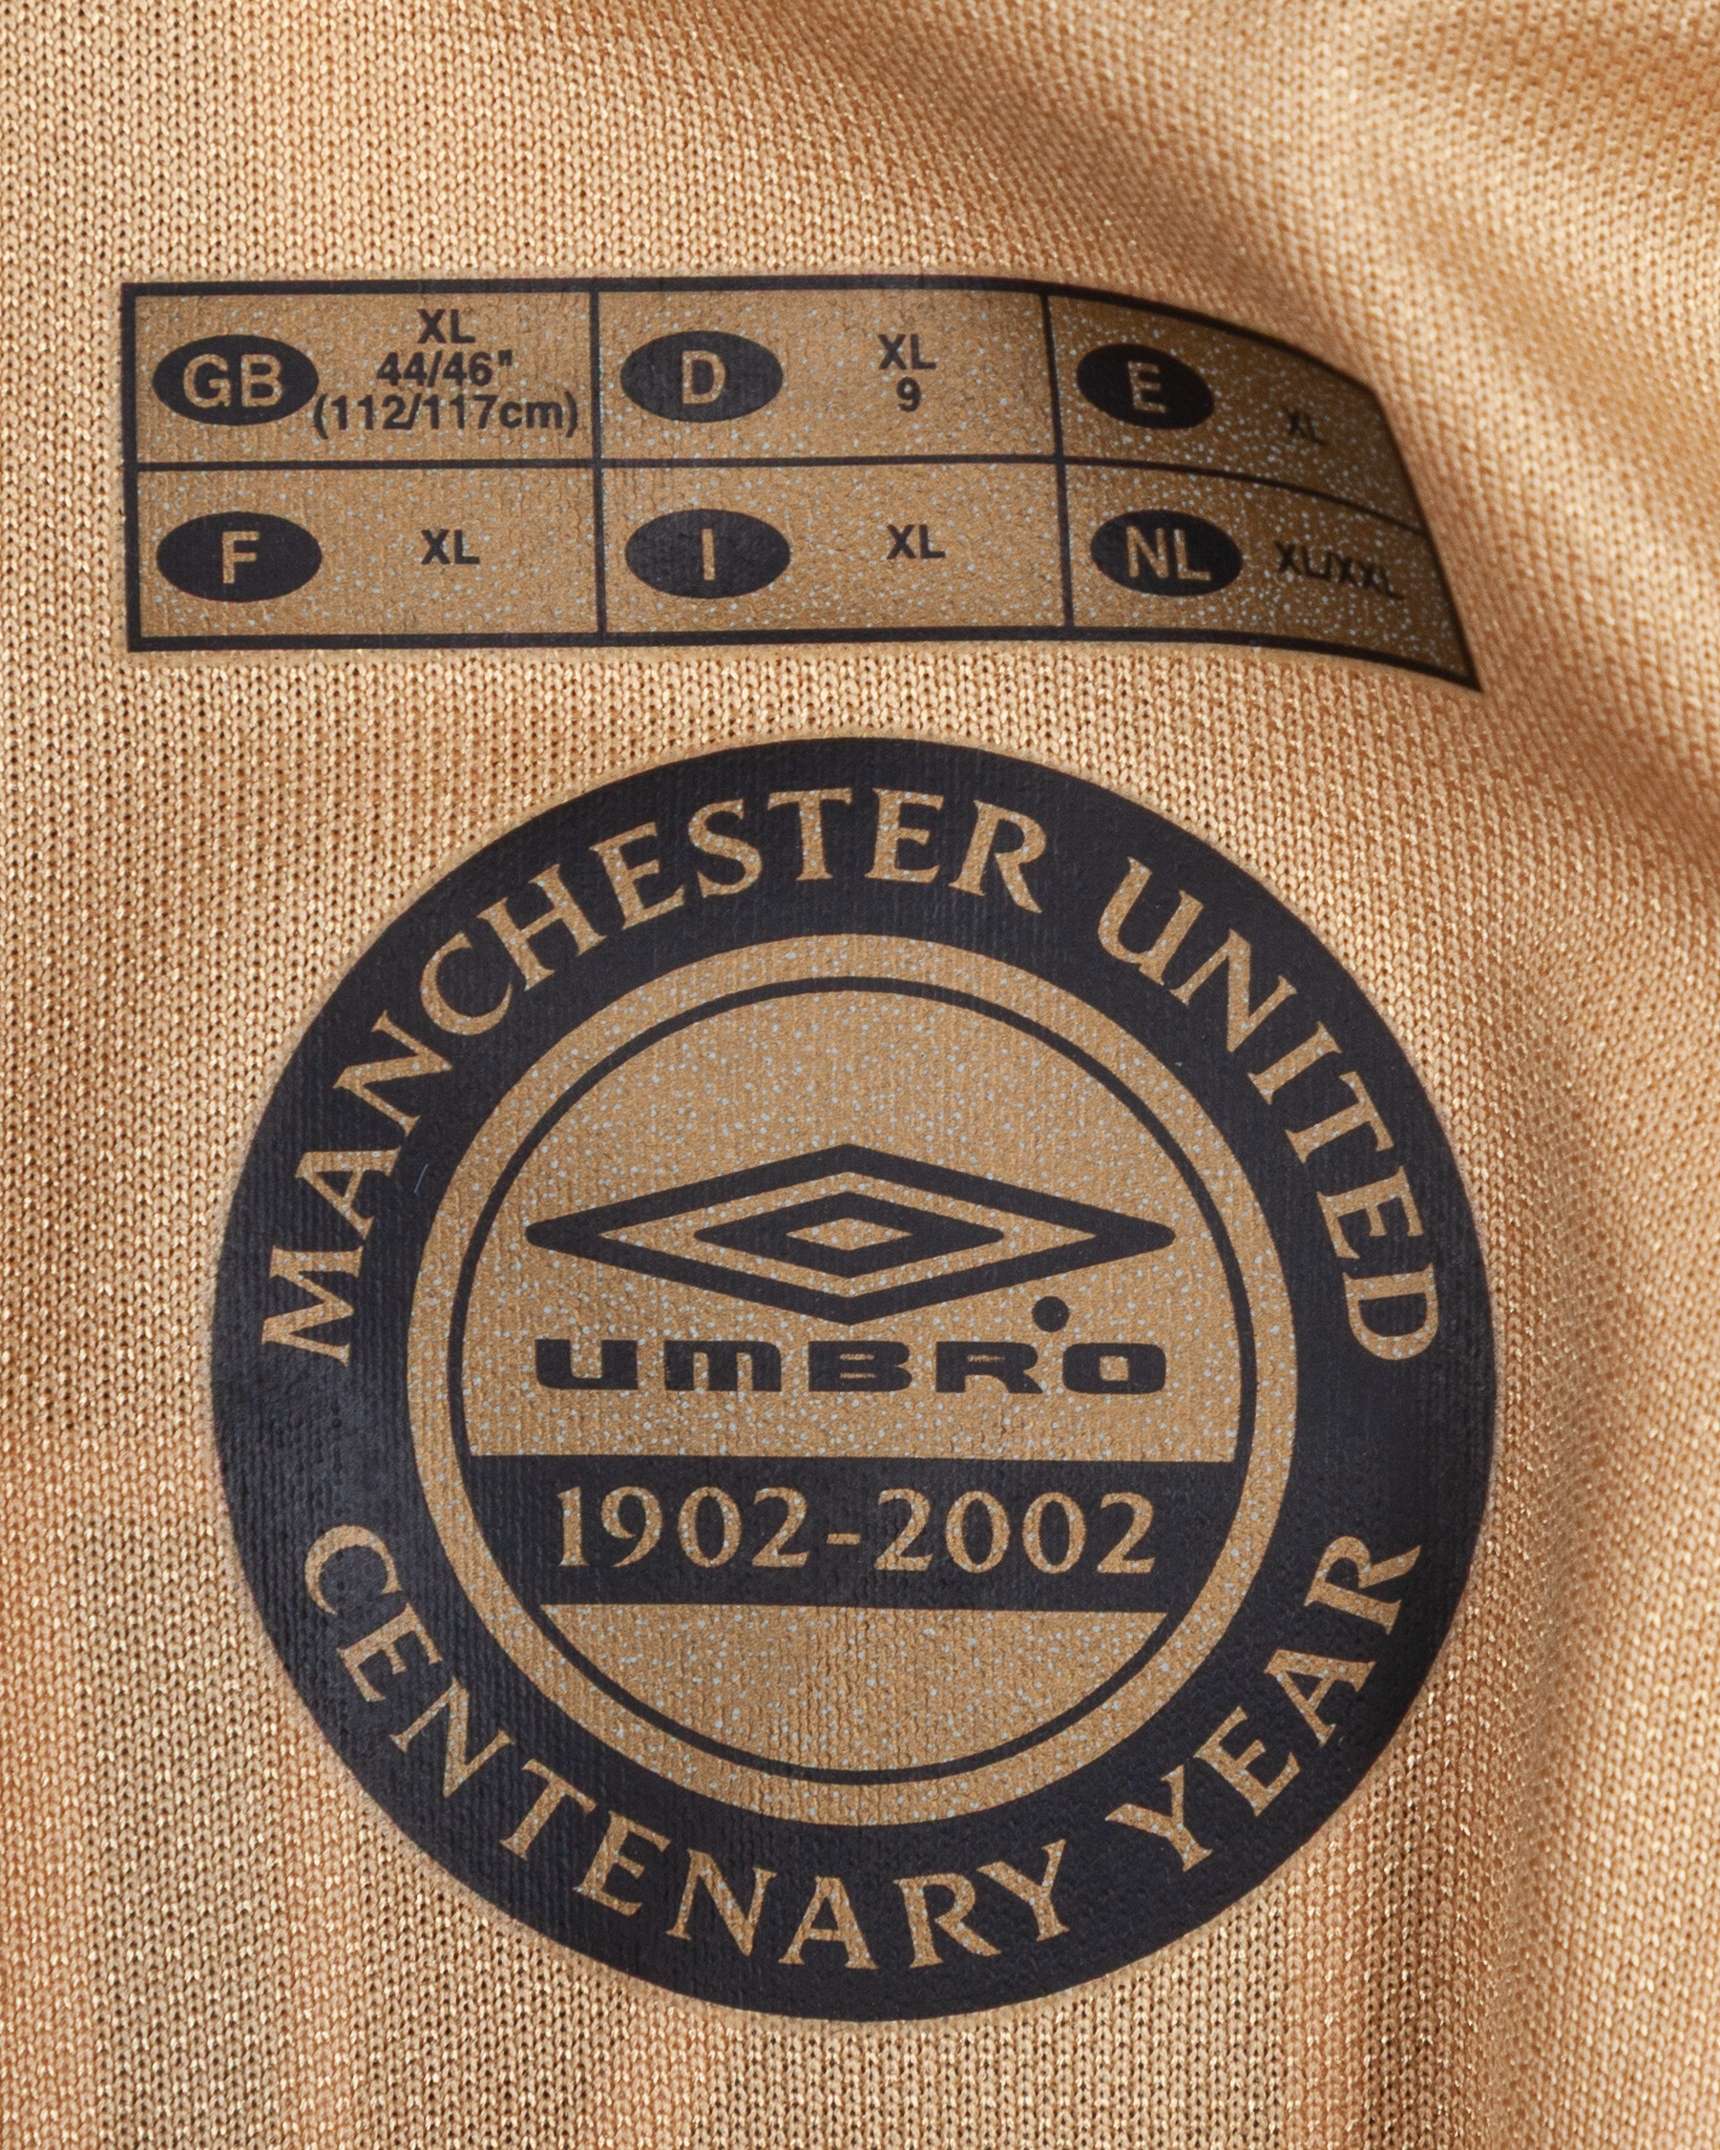 GB XL
44/46"
(112/117cm)
D XL
9
E XL
F XL
I XL
NL XL/XXL
MANCHESTER UNITED
umbro
1902-2002
CENTENARY YEAR